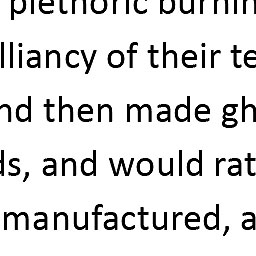 plethoric burnin
lliancy of their te
nd then made gh
ds, and would rat
manufactured, a